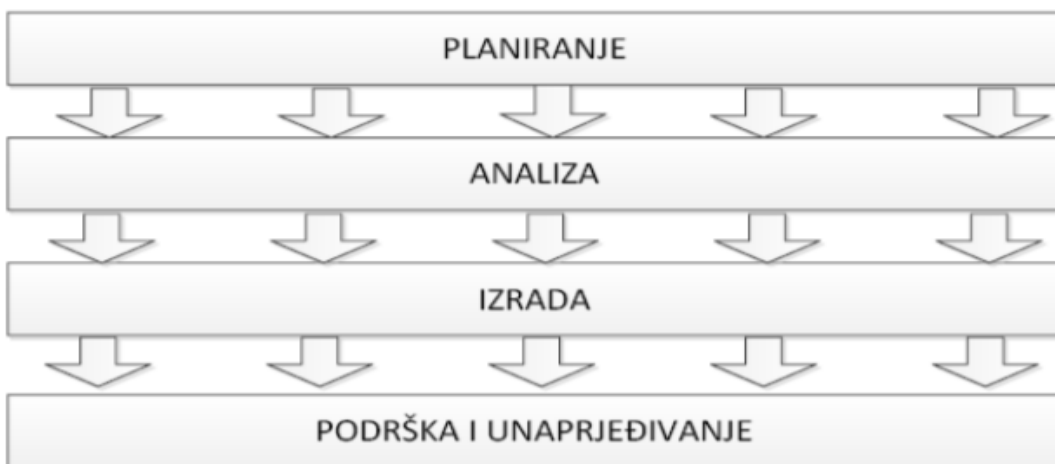 PLANIRANJE
ANALIZA
IZRADA
PODRŠKA I UNAPRJEĐIVANJE